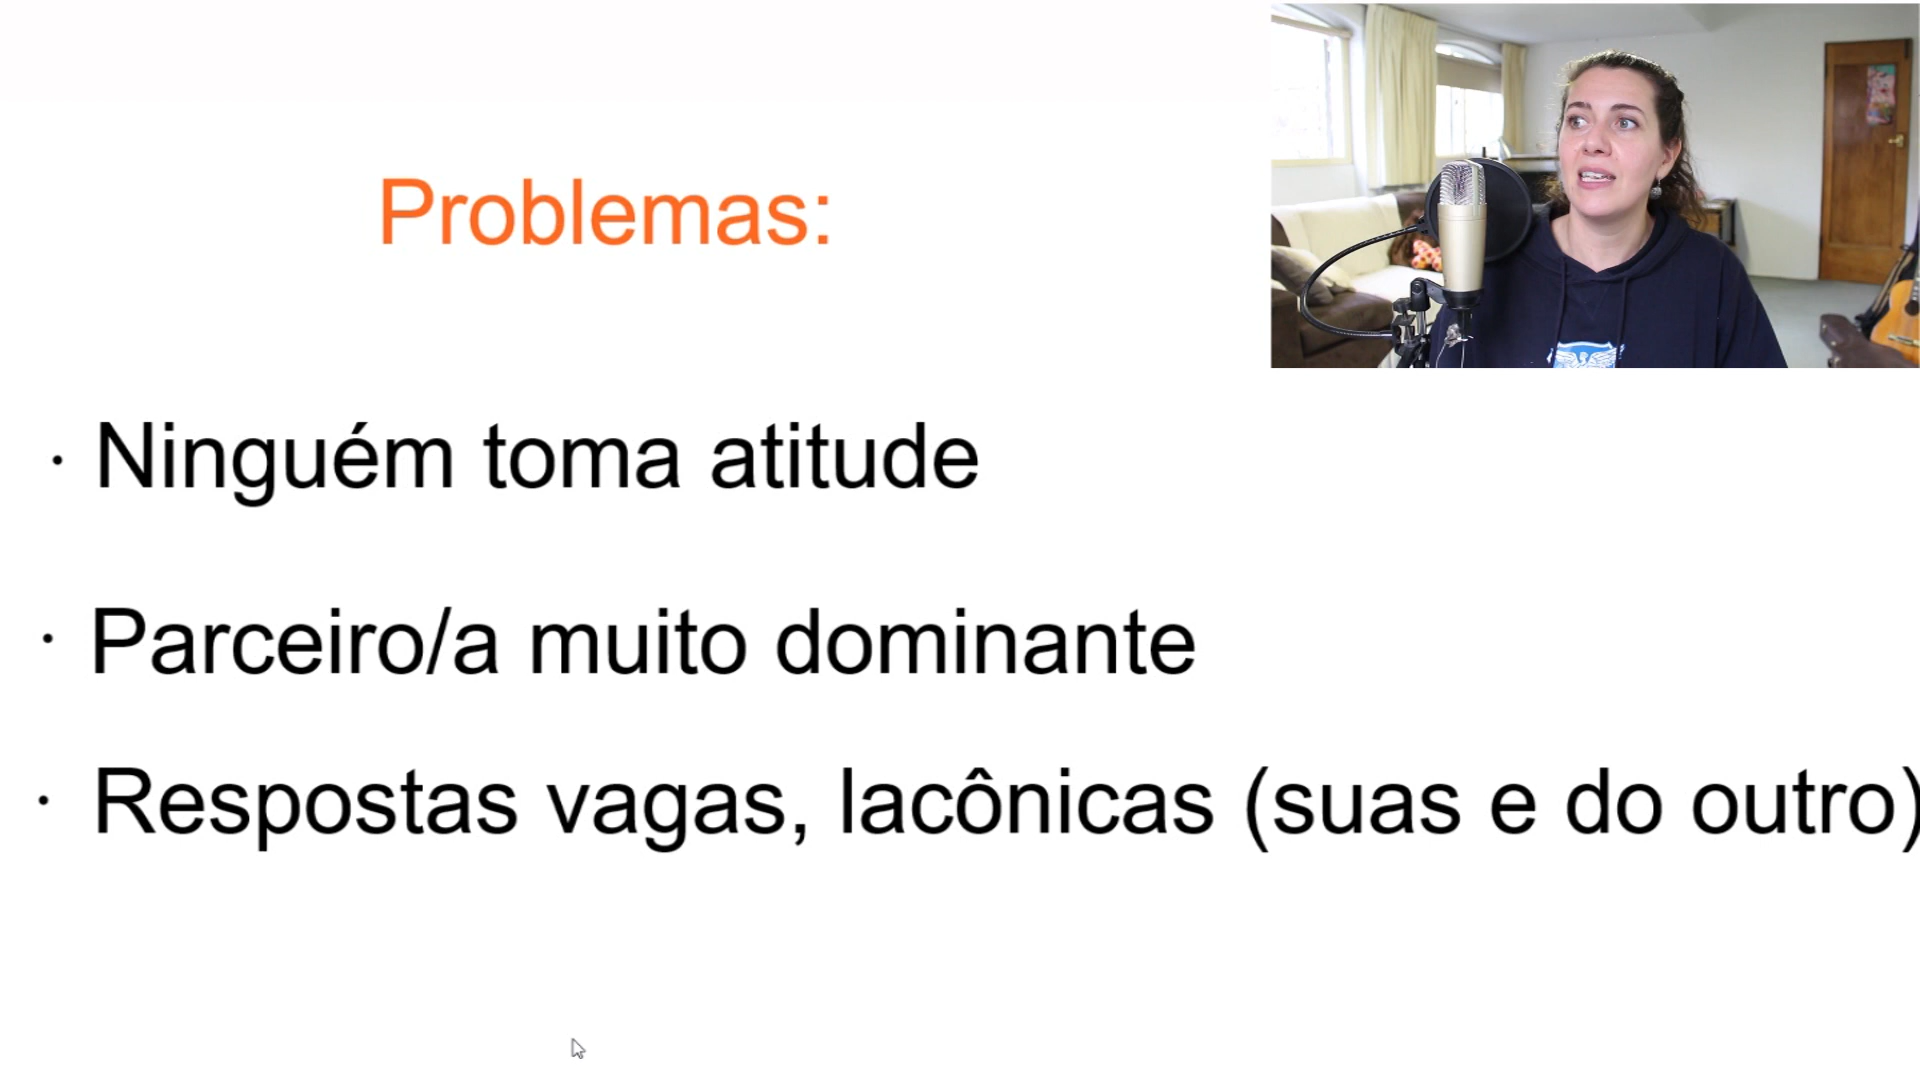 Problemas:
· Ninguém toma atitude
· Parceiro/a muito dominante
· Respostas vagas, lacônicas (suas e do outro)